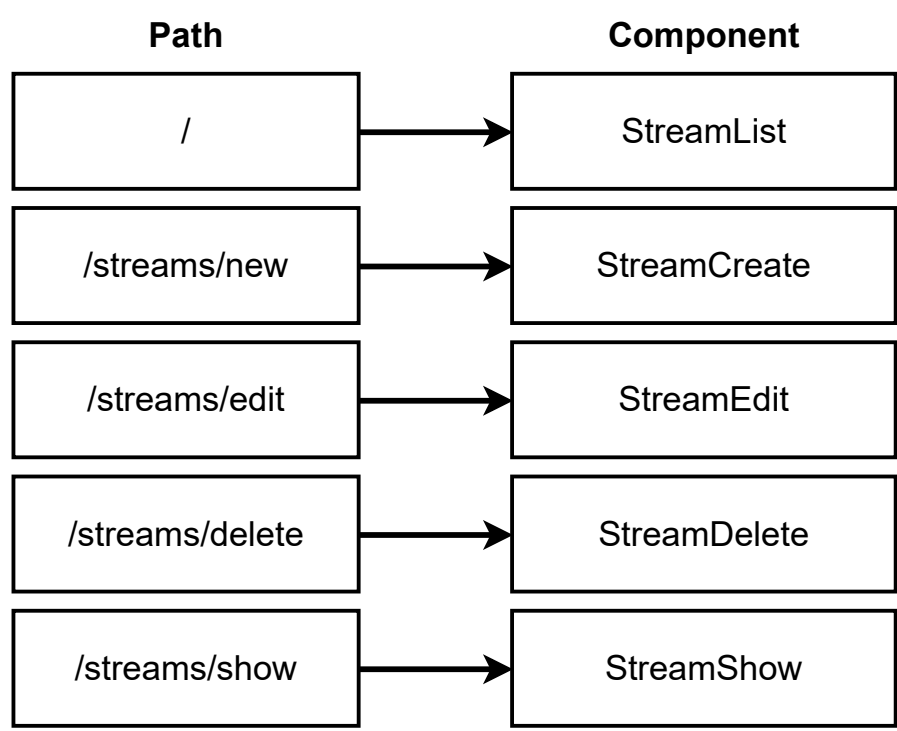 Path Component
/ StreamList
/streams/new StreamCreate
/streams/edit StreamEdit
/streams/delete StreamDelete
/streams/show StreamShow